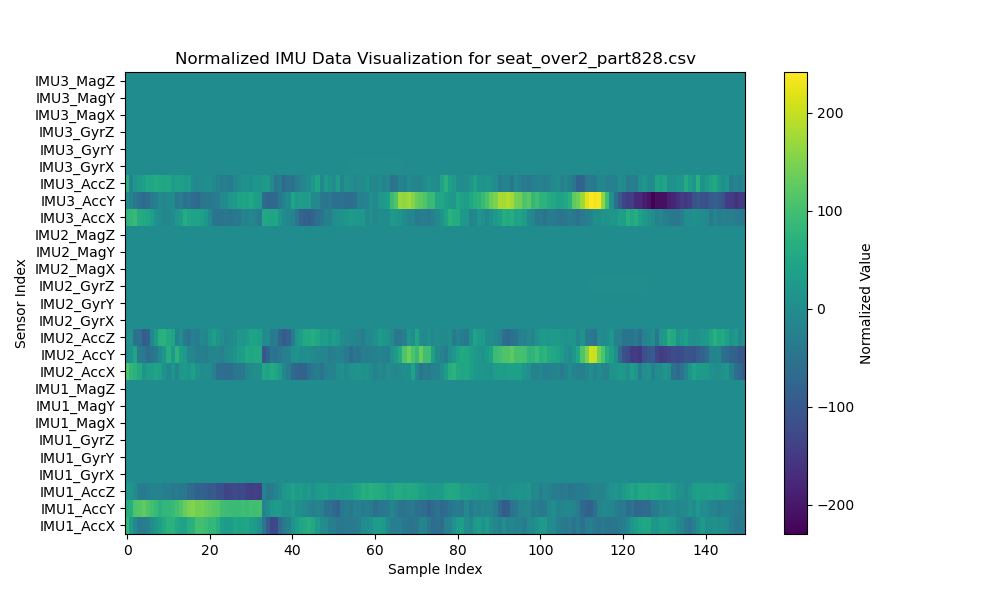 Normalized IMU Data Visualization for seat_over2_part828.csv
IMU3_MagZ
IMU3_MagY
IMU3_MagX
IMU3_GyrZ
IMU3_GyrY
IMU3_GyrX
IMU3_AccZ
IMU3_AccY
IMU3_AccX
IMU2_MagZ
IMU2_MagY
IMU2_MagX
IMU2_GyrZ
IMU2_GyrY
IMU2_GyrX
IMU2_AccZ
IMU2_AccY
IMU2_AccX
IMU1_MagZ
IMU1_MagY
IMU1_MagX
IMU1_GyrZ
IMU1_GyrY
IMU1_GyrX
IMU1_AccZ
IMU1_AccY
IMU1_AccX
Sensor Index
0 20 40 60 80 100 120 140
Sample Index
200
100
0
−100
−200
Normalized Value